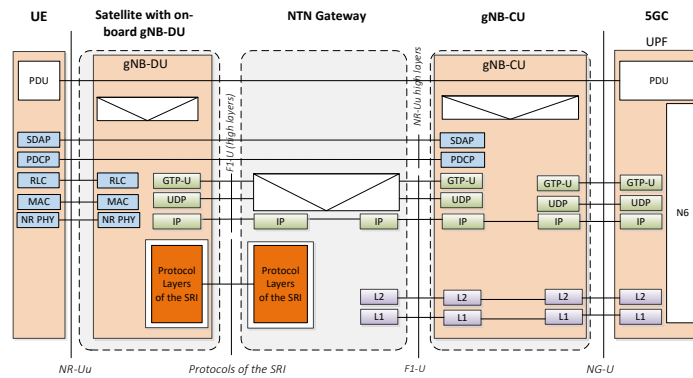 UE
Satellite with on-
board gNB-DU
NTN Gateway
gNB-CU
5GC
UPF
gNB-DU
gNB-CU
PDU
PDU
NR-Uu high layers
F1-U (high layers)
SDAP
SDAP
PDCP
PDCP
RLC
RLC
GTP-U
GTP-U
GTP-U
GTP-U
MAC
MAC
UDP
UDP
UDP
UDP
NR PHY
NR PHY
IP
IP
IP
IP
IP
IP
N6
Protocol
Layers
of the SRI
Protocol
Layers
of the SRI
L2
L2
L2
L2
L1
L1
L1
L1
NR-Uu
Protocols of the SRI
F1-U
NG-U